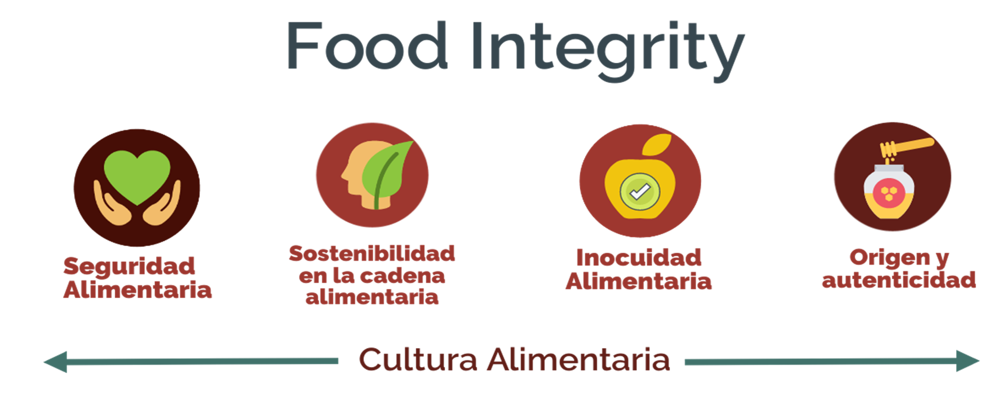 Food Integrity
Seguridad
Alimentaria
Sostenibilidad
en la cadena
alimentaria
Inocuidad
Alimentaria
Origen y
autenticidad
Cultura Alimentaria